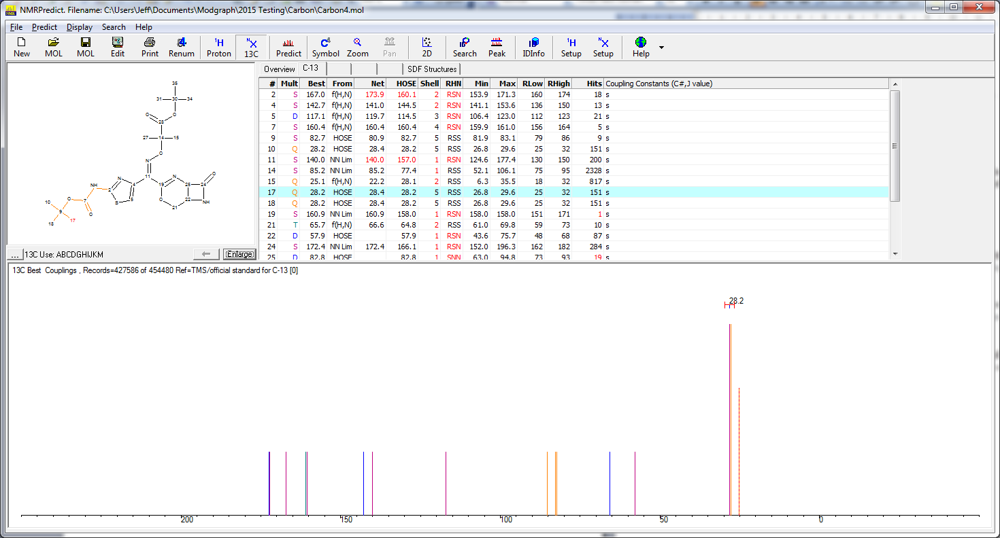 NMRPredict. Filename: C:\Users\Jeff\Documents\Modgraph\2015 Testing\Carbon\Carbon4.mol
File Predict Display Search Help
New MOL MOL Edit Print Renum Proton 13C Predict Symbol Zoom Pan 2D Search Peak IDInfo Setup Setup Help
Overview C-13 SDF Structures
# Mult Best From Net HOSE Shell RHN Min Max RLow RHigh Hits Coupling Constants (C#,J value)
2 S 167.0 f(H,N) 173.9 160.1 2 RSN 153.9 171.3 160 174 18 s
4 S 142.7 f(H,N) 141.0 144.5 2 RSN 141.1 153.6 136 150 13 s
5 D 117.1 f(H,N) 119.7 114.5 3 RSN 106.4 123.0 112 123 21 s
7 S 160.4 f(H,N) 160.4 160.4 4 RSN 159.9 161.0 156 164 5 s
9 S 82.7 HOSE 80.9 82.7 5 RSS 81.9 83.1 79 86 9 s
10 Q 28.2 HOSE 28.4 28.2 5 RSS 26.8 29.6 25 32 151 s
11 S 140.0 NN Lim 140.0 157.0 1 RSN 124.6 177.4 130 150 200 s
14 S 85.2 NN Lim 85.2 77.4 1 RSS 52.1 106.1 75 95 2328 s
15 Q 25.1 f(H,N) 22.2 28.1 2 RSS 6.3 35.5 18 32 817 s
17 Q 28.2 HOSE 28.4 28.2 5 RSS 26.8 29.6 25 32 151 s
18 Q 28.2 HOSE 28.4 28.2 5 RSS 26.8 29.6 25 32 151 s
19 S 160.9 NN Lim 160.9 158.0 1 RSN 158.0 158.0 151 171 1 s
21 T 65.7 f(H,N) 66.6 64.8 2 RSS 61.0 69.8 59 73 10 s
22 D 57.9 HOSE 57.9 1 RSN 43.6 75.7 48 68 87 s
24 S 172.4 NN Lim 172.4 166.1 1 RSN 152.0 196.3 162 182 284 s
25 D 82.8 HOSE 82.8 1 SNN 63.0 94.8 73 93 19 s
35
31 30 34
O O
28
27 14 15
O
N
11 19 N 25 24 O
NH 2 N 4
O 21 22 NH
10 O 7 S 5
9 O
18 17
... 13C Use: ABCDGHIJKM Enlarge
13C Best Couplings , Records=427586 of 454480 Ref=TMS/official standard for C-13 [0]
28.2
200 150 100 50 0